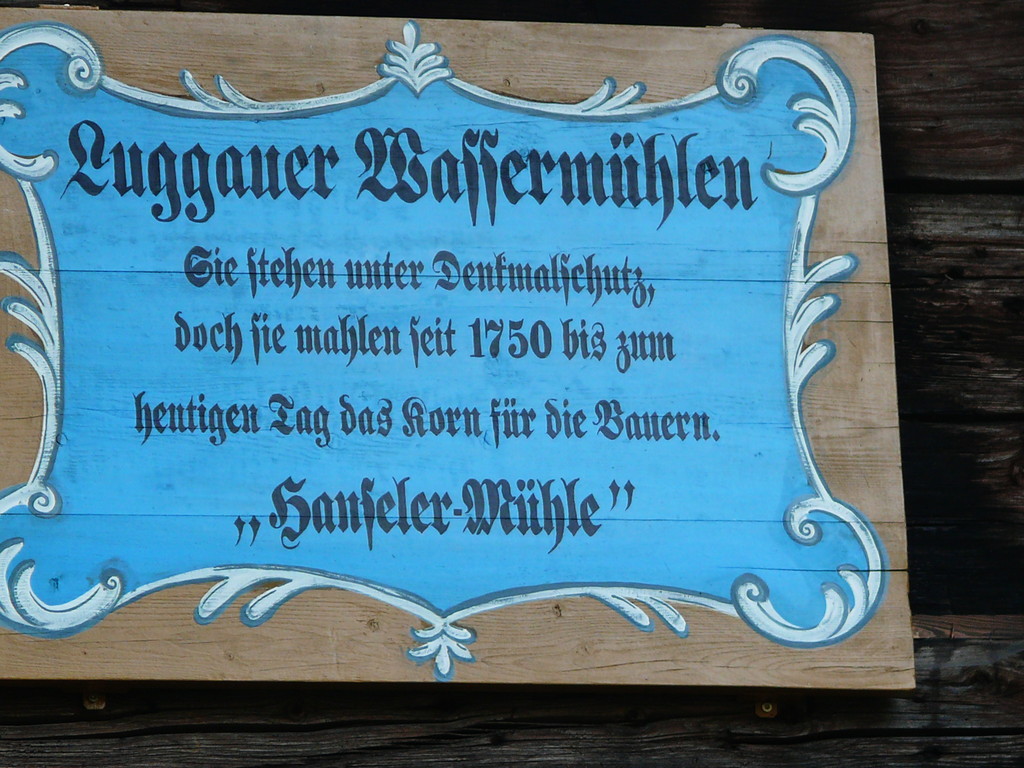 Luggauer Wassermühlen
Sie stehen unter Denkmalschutz,
doch sie mahlen seit 1750 bis zum
heutigen Tag das Korn für die Bauern.
„Hanseler-Mühle”